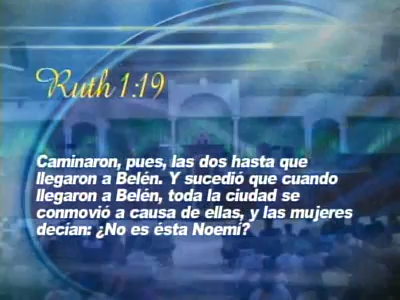 Ruth 1:19
Caminaron, pues, las dos hasta que
llegaron a Belén. Y sucedió que cuando
llegaron a Belén, toda la ciudad se
conmovió a causa de ellas, y las mujeres
decían: ¿No es ésta Noemí?